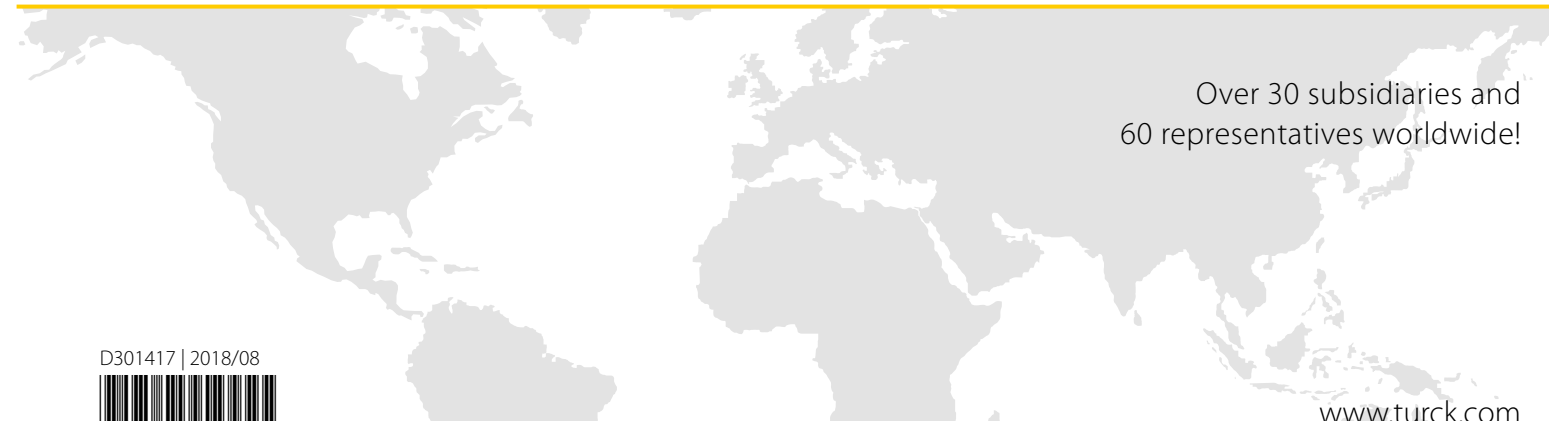 Over 30 subsidiaries and
60 representatives worldwide!
D301417 | 2018/08
www.turck.com